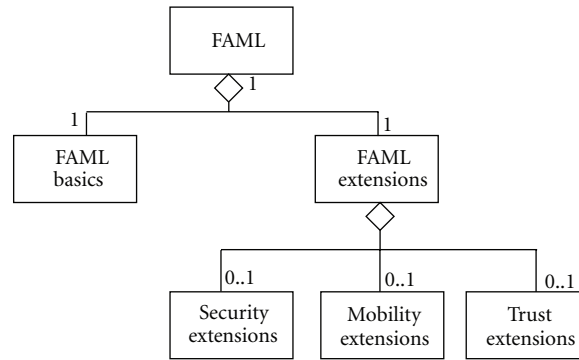 FAML
1
1
1
FAML
basics
FAML
extensions
0..1
0..1
0..1
Security
extensions
Mobility
extensions
Trust
extensions